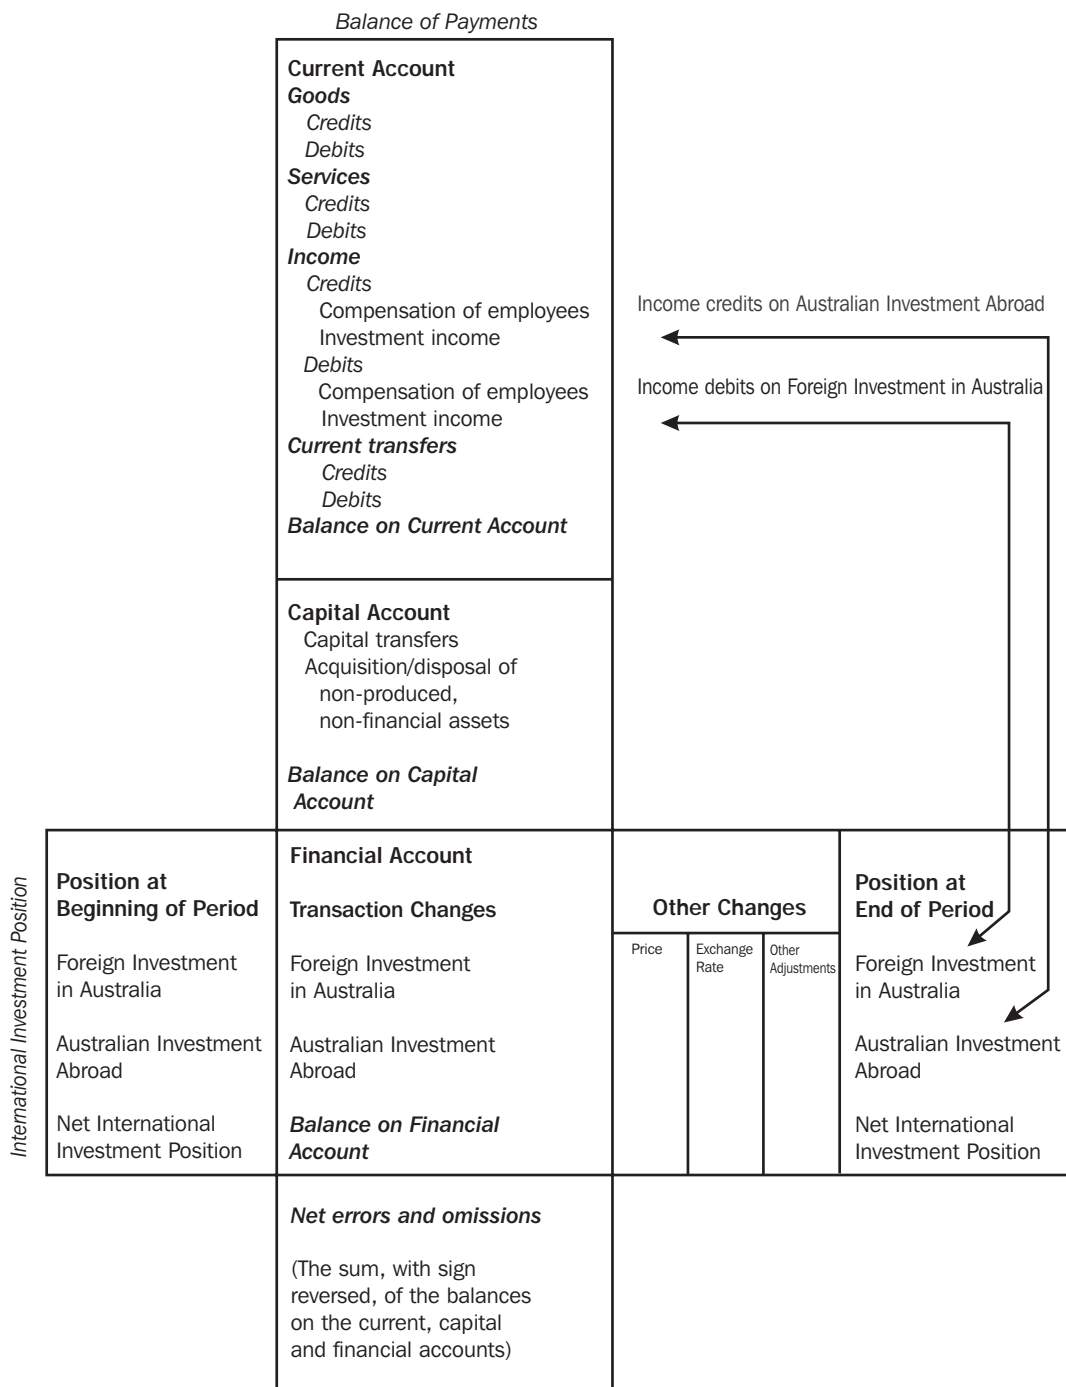 Balance of Payments
Current Account
Goods
Credits
Debits
Services
Credits
Debits
Income
Credits
Compensation of employees
Investment income
Debits
Compensation of employees
Investment income
Current transfers
Credits
Debits
Balance on Current Account
Income credits on Australian Investment Abroad
Income debits on Foreign Investment in Australia
Capital Account
Capital transfers
Acquisition/disposal of
non-produced,
non-financial assets
Balance on Capital
Account
International Investment Position
Position at
Beginning of Period
Foreign Investment
in Australia
Australian Investment
Abroad
Net International
Investment Position
Financial Account
Transaction Changes
Foreign Investment
in Australia
Australian Investment
Abroad
Balance on Financial
Account
Other Changes
Price
Exchange
Rate
Other
Adjustments
Position at
End of Period
Foreign Investment
in Australia
Australian Investment
Abroad
Net International
Investment Position
Net errors and omissions
(The sum, with sign
reversed, of the balances
on the current, capital
and financial accounts)